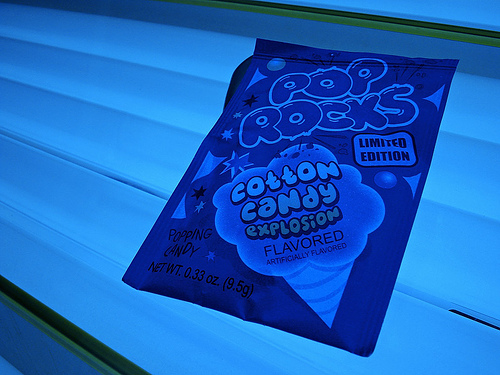 POP
ROCKS
LIMITED
EDITION
cotton
candy
EXPLOSION
FLAVORED
ARTIFICIALLY FLAVORED
POPPING
CANDY
NET WT. 0.33 oz. (9.5g)